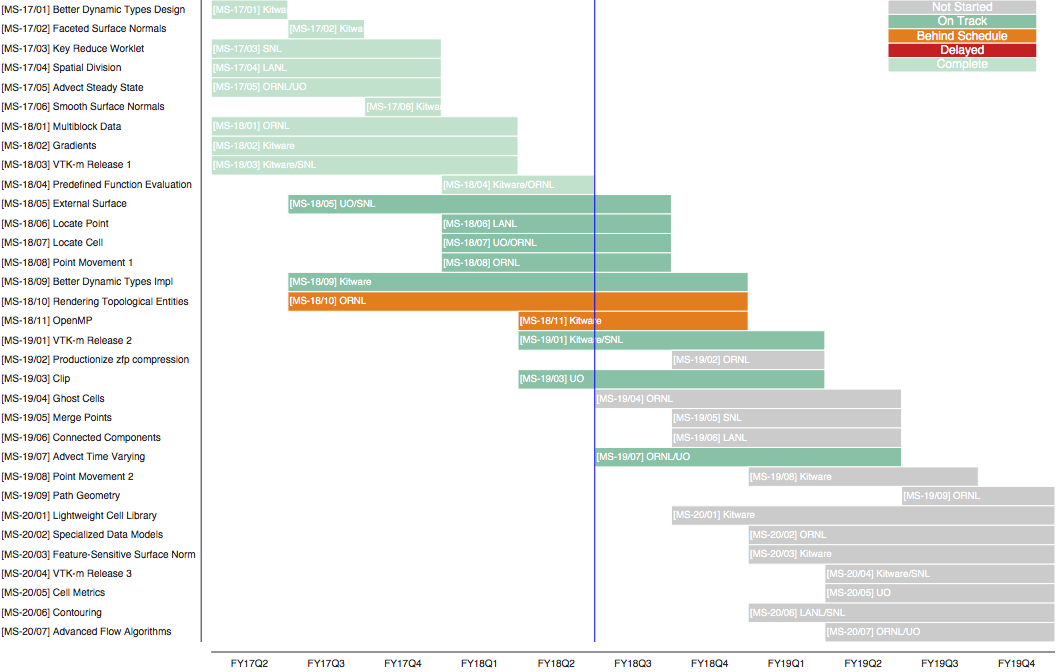 [MS-17/01] Better Dynamic Types Design [MS-17/01] Kitwa Not Started
[MS-17/02] Faceted Surface Normals [MS-17/02] Kitwa On Track
Behind Schedule
[MS-17/03] Key Reduce Worklet [MS-17/03] SNL Delayed
[MS-17/04] Spatial Division [MS-17/04] LANL Complete
[MS-17/05] Advect Steady State [MS-17/05] ORNL/UO
[MS-17/06] Smooth Surface Normals [MS-17/06] Kitwa
[MS-18/01] Multiblock Data [MS-18/01] ORNL
[MS-18/02] Gradients [MS-18/02] Kitware
[MS-18/03] VTK-m Release 1 [MS-18/03] Kitware/SNL
[MS-18/04] Predefined Function Evaluation [MS-18/04] Kitware/ORNL
[MS-18/05] External Surface [MS-18/05] UO/SNL
[MS-18/06] Locate Point [MS-18/06] LANL
[MS-18/07] Locate Cell [MS-18/07] UO/ORNL
[MS-18/08] Point Movement 1 [MS-18/08] ORNL
[MS-18/09] Better Dynamic Types Impl [MS-18/09] Kitware
[MS-18/10] Rendering Topological Entities [MS-18/10] ORNL
[MS-18/11] OpenMP [MS-18/11] Kitware
[MS-19/01] VTK-m Release 2 [MS-19/01] Kitware/SNL
[MS-19/02] Productionize zfp compression [MS-19/02] ORNL
[MS-19/03] Clip [MS-19/03] UO
[MS-19/04] Ghost Cells [MS-19/04] ORNL
[MS-19/05] Merge Points [MS-19/05] SNL
[MS-19/06] Connected Components [MS-19/06] LANL
[MS-19/07] Advect Time Varying [MS-19/07] ORNL/UO
[MS-19/08] Point Movement 2 [MS-19/08] Kitware
[MS-19/09] Path Geometry [MS-19/09] ORNL
[MS-20/01] Lightweight Cell Library [MS-20/01] Kitware
[MS-20/02] Specialized Data Models [MS-20/02] ORNL
[MS-20/03] Feature-Sensitive Surface Norm [MS-20/03] Kitware
[MS-20/04] VTK-m Release 3 [MS-20/04] Kitware/SNL
[MS-20/05] Cell Metrics [MS-20/05] UO
[MS-20/06] Contouring [MS-20/06] LANL/SNL
[MS-20/07] Advanced Flow Algorithms [MS-20/07] ORNL/UO
FY17Q2 FY17Q3 FY17Q4 FY18Q1 FY18Q2 FY18Q3 FY18Q4 FY19Q1 FY19Q2 FY19Q3 FY19Q4